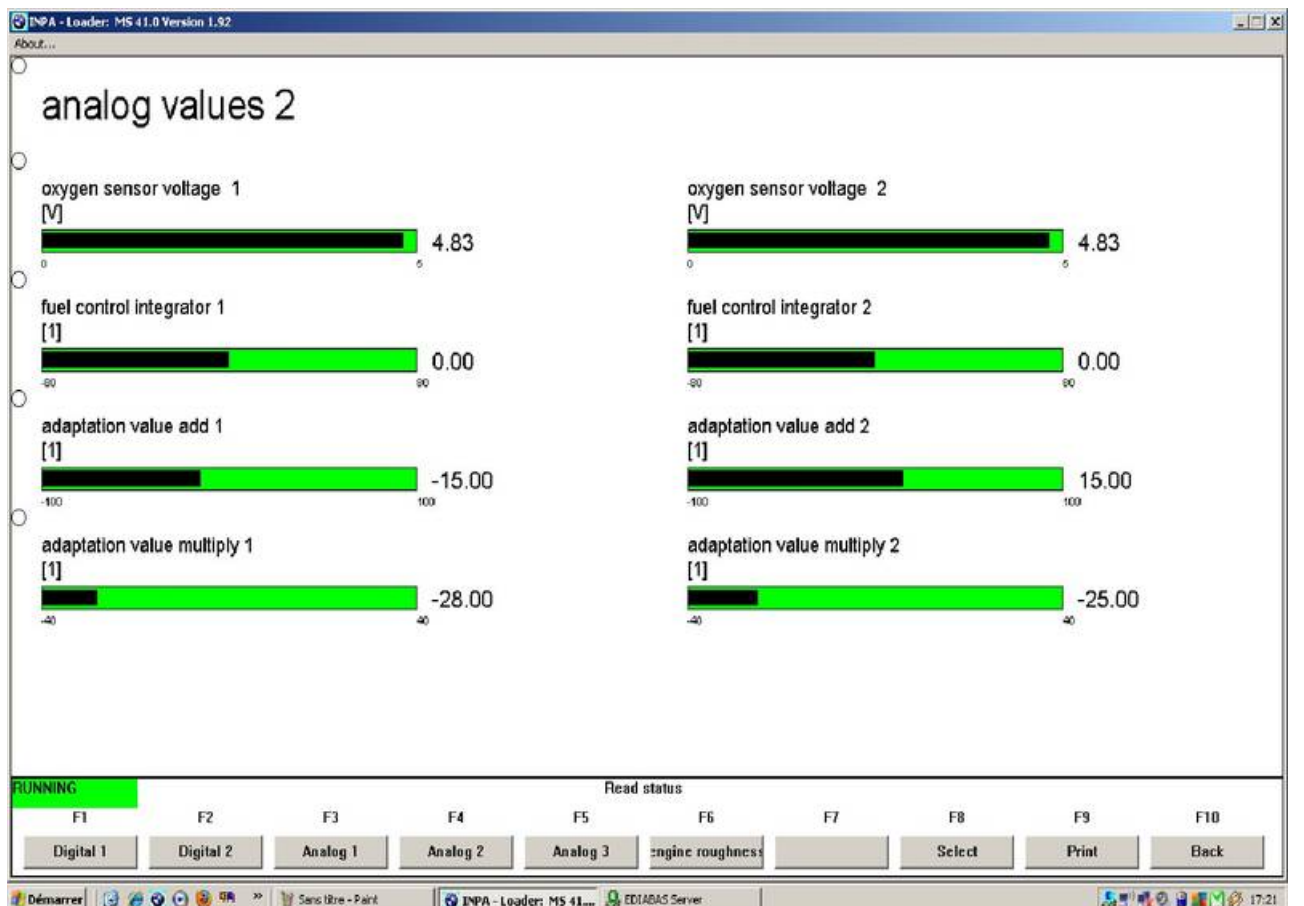 INPA - Loader: MS 41.0 Version 1.92
About...
analog values 2
oxygen sensor voltage 1
[V]
4.83
0 5
oxygen sensor voltage 2
[V]
4.83
0 5
fuel control integrator 1
[1]
0.00
-80 80
fuel control integrator 2
[1]
0.00
-80 80
adaptation value add 1
[1]
-15.00
-100 100
adaptation value add 2
[1]
15.00
-100 100
adaptation value multiply 1
[1]
-28.00
-40 40
adaptation value multiply 2
[1]
-25.00
-40 40
RUNNING Read status
F1 F2 F3 F4 F5 F6 F7 F8 F9 F10
Digital 1 Digital 2 Analog 1 Analog 2 Analog 3 engine roughness Select Print Back
Démarrer » Sans titre - Paint INPA - Loader: MS 41.... EDIABAS Server 17:21